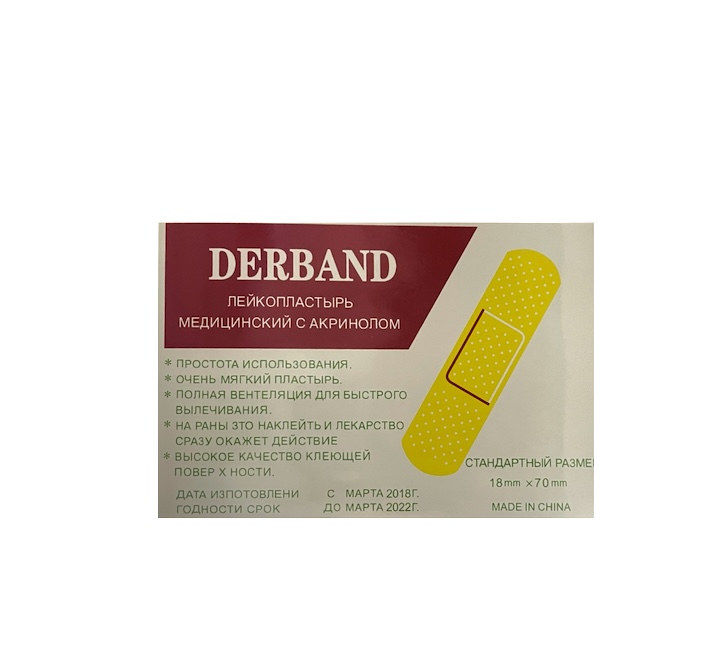 DERBAND
ЛЕЙКОПЛАСТЫРЬ
МЕДИЦИНСКИЙ С АКРИНОЛОМ
* ПРОСТОТА ИСПОЛЬЗОВАНИЯ.
* ОЧЕНЬ МЯГКИЙ ПЛАСТЫРЬ.
* ПОЛНАЯ ВЕНТЕЛЯЦИЯ ДЛЯ БЫСТРОГО
ВЫЛЕЧИВАНИЯ.
* НА РАНЫ ЗТО НАКЛЕЙТЬ И ЛЕКАРСТВО
СРАЗУ ОКАЖЕТ ДЕЙСТВИЕ
* ВЫСОКОЕ КАЧЕСТВО КЛЕЮЩЕЙ
ПОВЕР Х НОСТИ.
СТАНДАРТНЫЙ РАЗМЕ
18mm ×70mm
ДАТА ИЗПОТОВЛЕНИ С МАРТА 2018Г.
ГОДНОСТИ СРОК ДО МАРТА 2022Г.
MADE IN CHINA